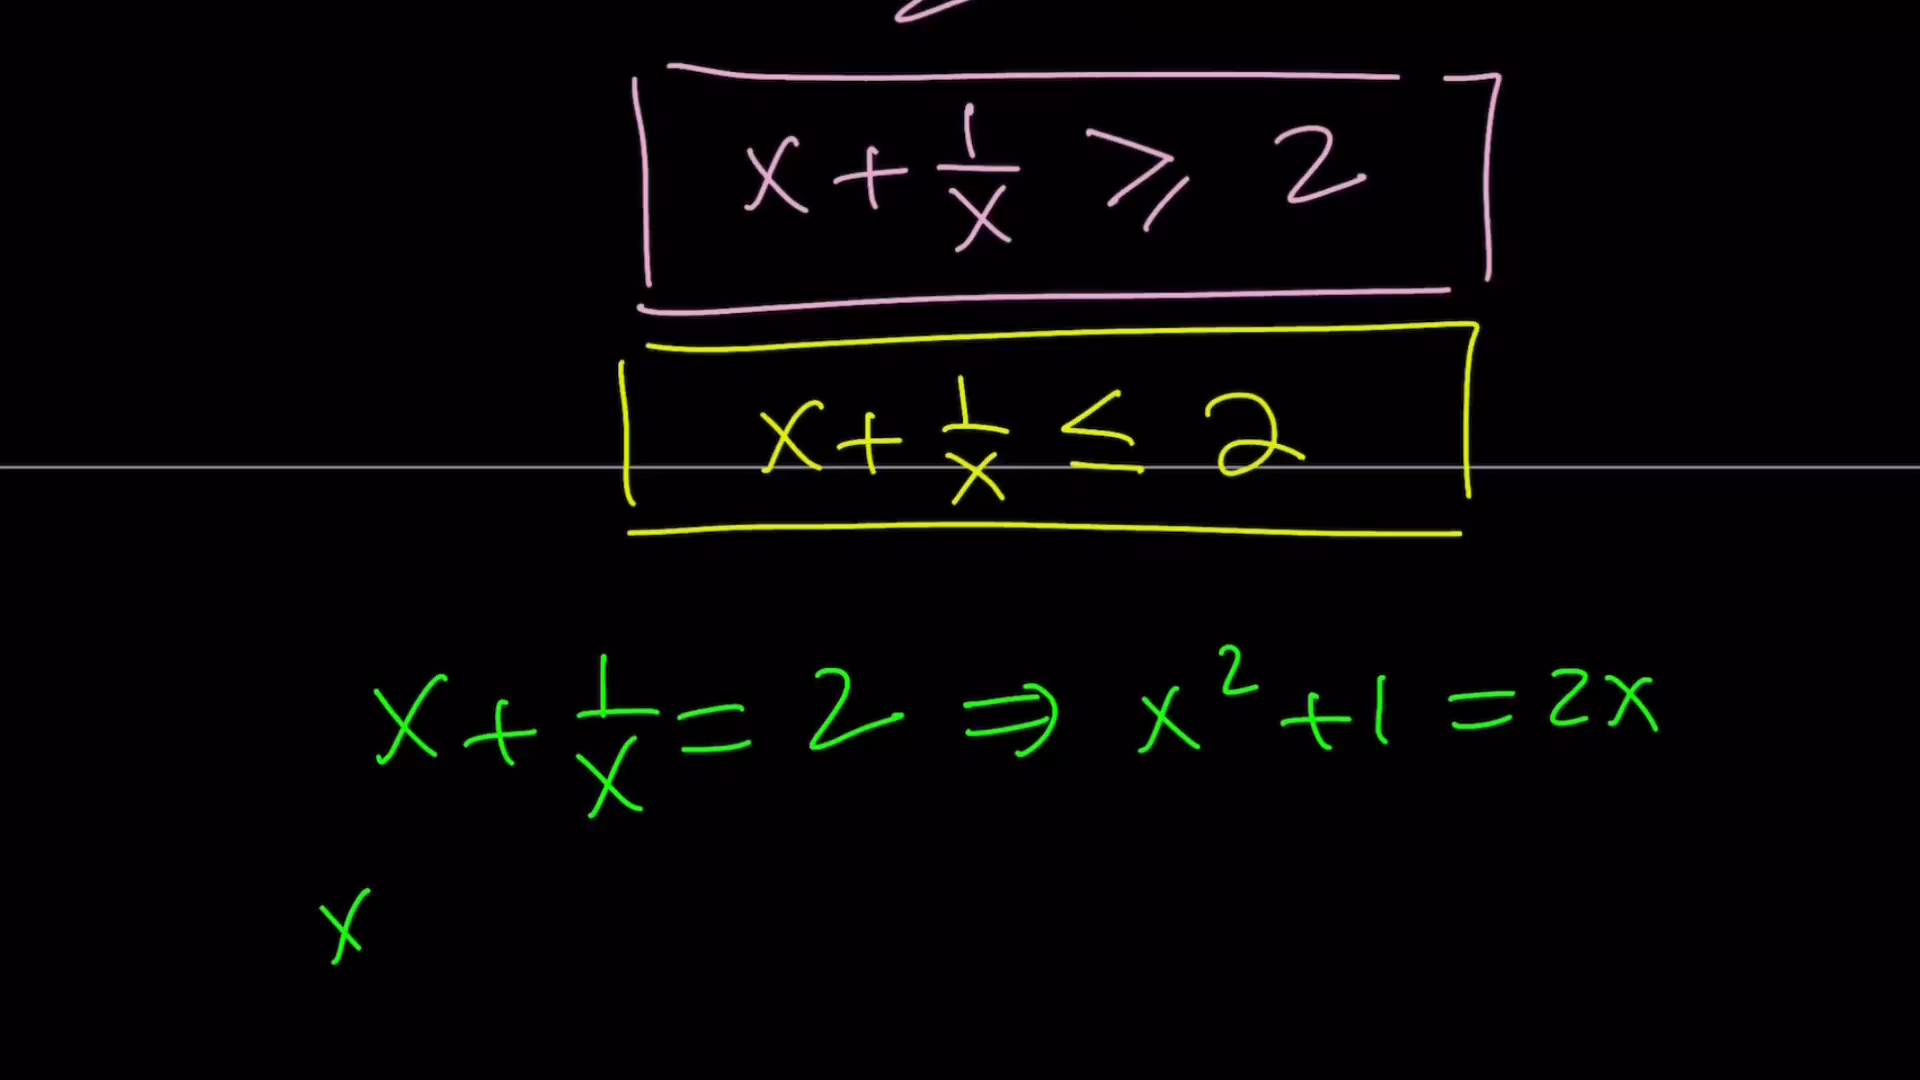 x + 1/x ⩾ 2
x + 1/x ≤ 2
x + 1/x = 2 ⇒ x² + 1 = 2x
x